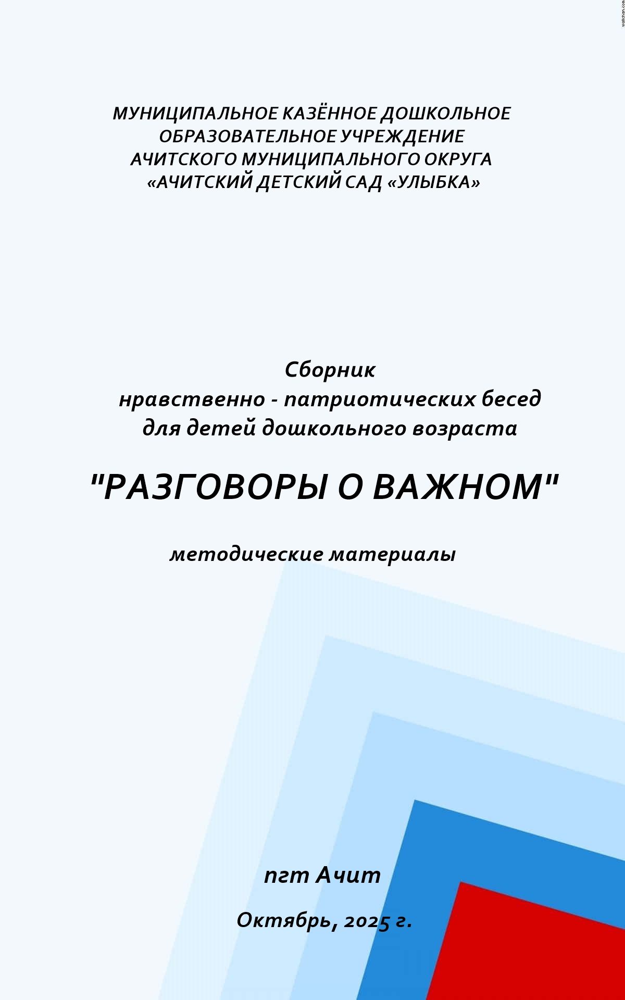 wallchan.com
МУНИЦИПАЛЬНОЕ КАЗЁННОЕ ДОШКОЛЬНОЕ
ОБРАЗОВАТЕЛЬНОЕ УЧРЕЖДЕНИЕ
АЧИТСКОГО МУНИЦИПАЛЬНОГО ОКРУГА
«АЧИТСКИЙ ДЕТСКИЙ САД «УЛЫБКА»
Сборник
нравственно - патриотических бесед
для детей дошкольного возраста
"РАЗГОВОРЫ О ВАЖНОМ"
методические материалы
пгт Ачит
Октябрь, 2025 г.